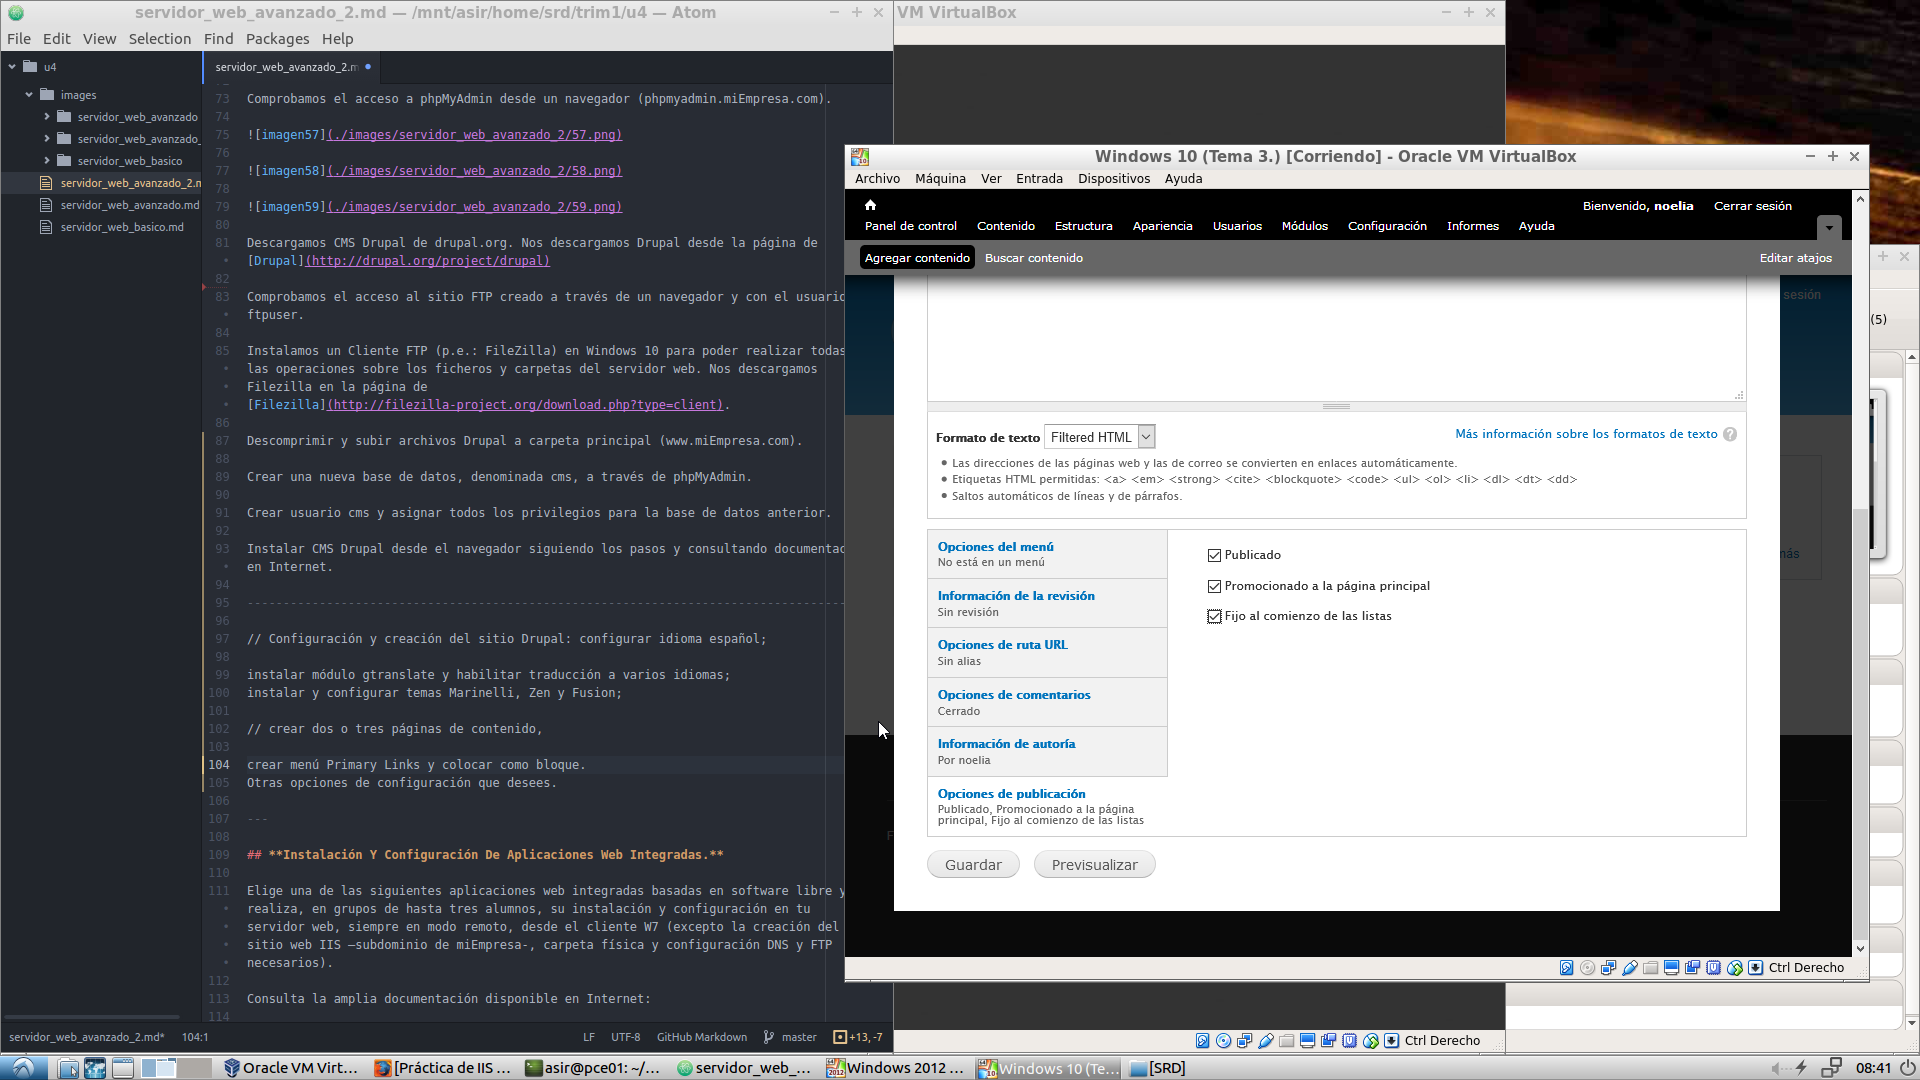 servidor_web_avanzado_2.md — /mnt/asir/home/srd/trim1/u4 — Atom
File Edit View Selection Find Packages Help
u4
images
servidor_web_avanzado
servidor_web_avanzado_
servidor_web_basico
servidor_web_avanzado_2.m
servidor_web_avanzado.md
servidor_web_basico.md
servidor_web_avanzado_2.m
73 Comprobamos el acceso a phpMyAdmin desde un navegador (phpmyadmin.miEmpresa.com).
74
75 ![imagen57](./images/servidor_web_avanzado_2/57.png)
76
77 ![imagen58](./images/servidor_web_avanzado_2/58.png)
78
79 ![imagen59](./images/servidor_web_avanzado_2/59.png)
80
81 Descargamos CMS Drupal de drupal.org. Nos descargamos Drupal desde la página de
• [Drupal](http://drupal.org/project/drupal)
82
83 Comprobamos el acceso al sitio FTP creado a través de un navegador y con el usuario
• ftpuser.
84
85 Instalamos un Cliente FTP (p.e.: FileZilla) en Windows 10 para poder realizar todas
• las operaciones sobre los ficheros y carpetas del servidor web. Nos descargamos
• Filezilla en la página de
• [Filezilla](http://filezilla-project.org/download.php?type=client).
86
87 Descomprimir y subir archivos Drupal a carpeta principal (www.miEmpresa.com).
88
89 Crear una nueva base de datos, denominada cms, a través de phpMyAdmin.
90
91 Crear usuario cms y asignar todos los privilegios para la base de datos anterior.
92
93 Instalar CMS Drupal desde el navegador siguiendo los pasos y consultando documentac
• en Internet.
94
95 ---------------------------------------------------------------------------------
96
97 // Configuración y creación del sitio Drupal: configurar idioma español;
98
99 instalar módulo gtranslate y habilitar traducción a varios idiomas;
100 instalar y configurar temas Marinelli, Zen y Fusion;
101
102 // crear dos o tres páginas de contenido,
103
104 crear menú Primary Links y colocar como bloque.
105 Otras opciones de configuración que desees.
106
107 ---
108
109 ## **Instalación Y Configuración De Aplicaciones Web Integradas.**
110
111 Elige una de las siguientes aplicaciones web integradas basadas en software libre y
• realiza, en grupos de hasta tres alumnos, su instalación y configuración en tu
• servidor web, siempre en modo remoto, desde el cliente W7 (excepto la creación del
• sitio web IIS –subdominio de miEmpresa-, carpeta física y configuración DNS y FTP
• necesarios).
112
113 Consulta la amplia documentación disponible en Internet:
114
servidor_web_avanzado_2.md* 104:1 LF UTF-8 GitHub Markdown master +13, -7
VM VirtualBox
Windows 10 (Tema 3.) [Corriendo] - Oracle VM VirtualBox
Archivo Máquina Ver Entrada Dispositivos Ayuda
Bienvenido, noelia Cerrar sesión
Panel de control Contenido Estructura Apariencia Usuarios Módulos Configuración Informes Ayuda
Agregar contenido Buscar contenido Editar atajos
sesión
(5)
Formato de texto Filtered HTML Más información sobre los formatos de texto ?
• Las direcciones de las páginas web y las de correo se convierten en enlaces automáticamente.
• Etiquetas HTML permitidas: <a> <em> <strong> <cite> <blockquote> <code> <ul> <ol> <li> <dl> <dt> <dd>
• Saltos automáticos de líneas y de párrafos.
más
Opciones del menú
No está en un menú
Información de la revisión
Sin revisión
Opciones de ruta URL
Sin alias
Opciones de comentarios
Cerrado
Información de autoría
Por noelia
Opciones de publicación
Publicado, Promocionado a la página
principal, Fijo al comienzo de las listas
Publicado
Promocionado a la página principal
Fijo al comienzo de las listas
Guardar Previsualizar
Ctrl Derecho
Ctrl Derecho
Oracle VM Virt... [Práctica de IIS ... asir@pce01: ~/... servidor_web_... Windows 2012 ... Windows 10 (Te... [SRD] 08:41